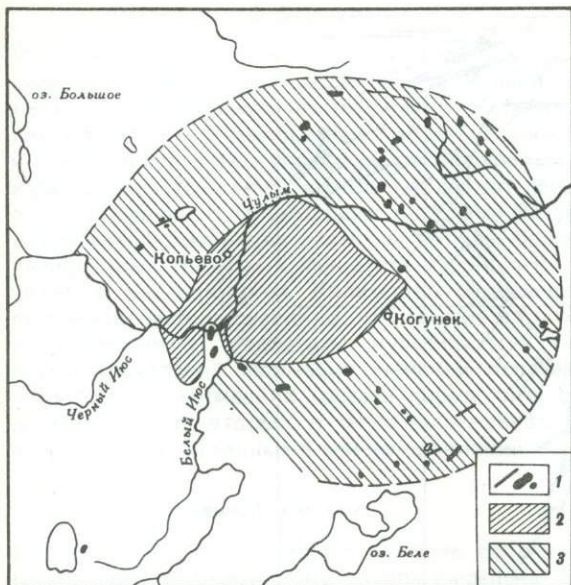 оз. Большое
Чулым
Копьево
Когунек
Черный Июс
Белый Июс
оз. Беле
1
2
3